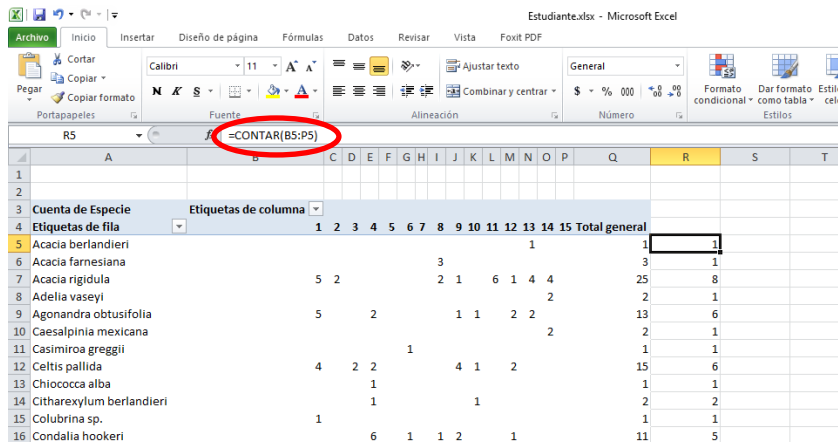 Estudiante.xlsx - Microsoft Excel
Archivo Inicio Insertar Diseño de página Fórmulas Datos Revisar Vista Foxit PDF
Pegar Cortar Copiar Copiar formato
Calibri 11 A A
N K S A
Ajustar texto
Combinar y centrar
General
$ % 000
Formato condicional Dar formato como tabla
Portapapeles Fuente Alineación Número Estilos
R5 =CONTAR(B5:P5)
A B C D E F G H I J K L M N O P Q R S T
1
2
3 Cuenta de Especie Etiquetas de columna
4 Etiquetas de fila 1 2 3 4 5 6 7 8 9 10 11 12 13 14 15 Total general
5 Acacia berlandieri 1 1 1
6 Acacia farnesiana 3 3 1
7 Acacia rigidula 5 2 2 1 6 1 4 4 25 8
8 Adelia vaseyi 2 2 1
9 Agonandra obtusifolia 5 2 1 1 2 2 13 6
10 Caesalpinia mexicana 2 2 1
11 Casimiroa greggii 1 1 1
12 Celtis pallida 4 2 2 4 1 2 15 6
13 Chiococca alba 1 1 1
14 Citharexylum berlandieri 1 1 2 2
15 Colubrina sp. 1 1 1
16 Condalia hookeri 6 1 1 2 1 11 5